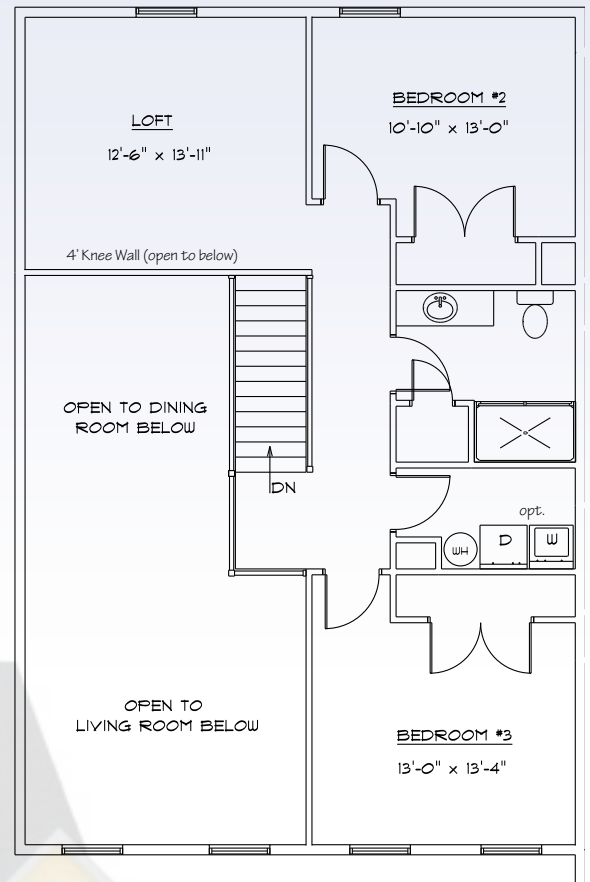 LOFT
12'-6" x 13'-11"
BEDROOM #2
10'-10" x 13'-0"
4' Knee Wall (open to below)
OPEN TO DINING
ROOM BELOW
DN
opt.
WH
D
W
OPEN TO
LIVING ROOM BELOW
BEDROOM #3
13'-0" x 13'-4"